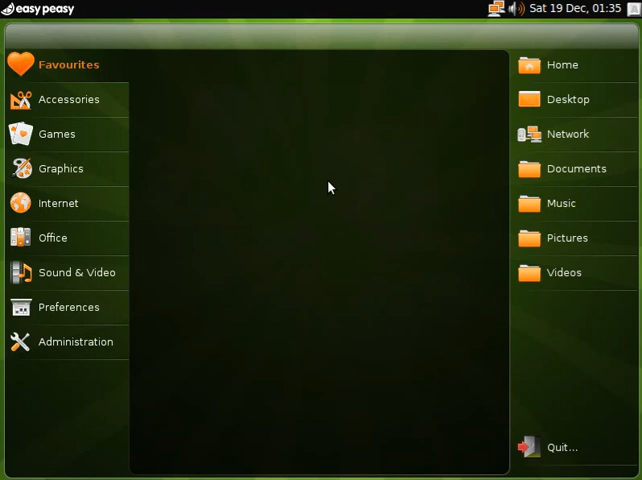 easy peasy
Sat 19 Dec, 01:35
A
Favourites
Accessories
Games
Graphics
Internet
Office
Sound & Video
Preferences
Administration
Home
Desktop
Network
Documents
Music
Pictures
Videos
Quit...